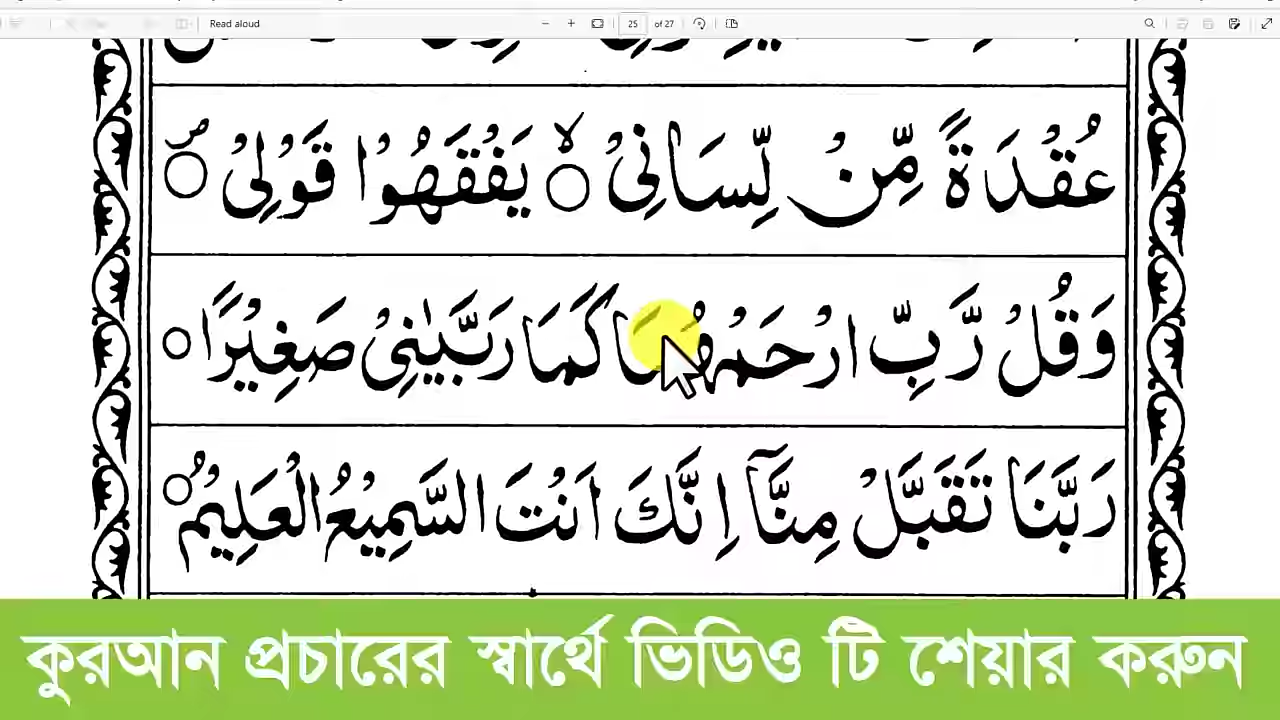 Read aloud
25 of 27
عُقْدَةً مِّنْ لِّسَانِیْ ۙ یَفْقَهُوْا قَوْلِیْ ۪
وَقُلْ رَّبِّ ارْحَمْهُمَا كَمَا رَبَّیٰنِیْ صَغِیْرًا
رَبَّنَا تَقَبَّلْ مِنَّاۤ اِنَّكَ اَنْتَ السَّمِیْعُ الْعَلِیْمُ
কুরআন প্রচারের স্বার্থে ভিডিও টি শেয়ার করুন